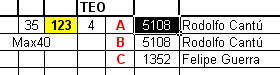 TEO
35 123 4 A 5108 Rodolfo Cantú
Max40 B 5108 Rodolfo Cantú
C 1352 Felipe Guerra